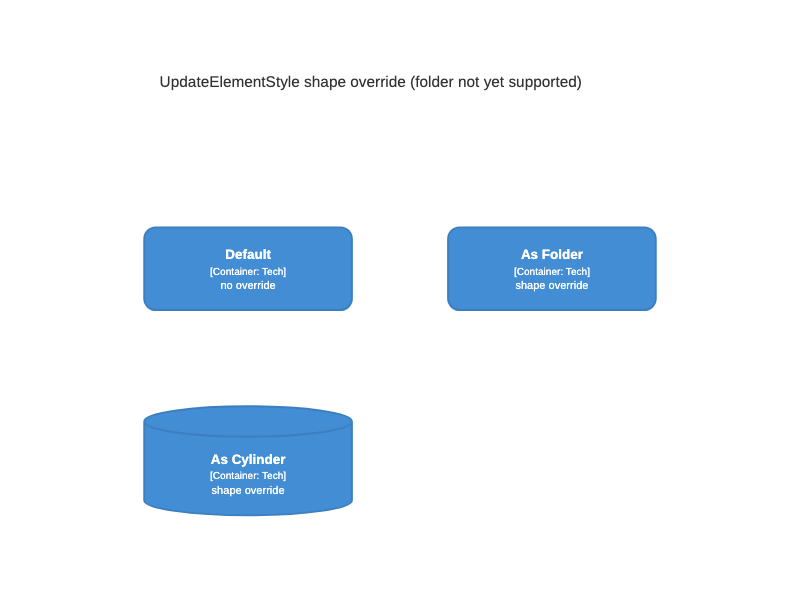 UpdateElementStyle shape override (folder not yet supported)
Default
[Container: Tech]
no override
As Folder
[Container: Tech]
shape override
As Cylinder
[Container: Tech]
shape override